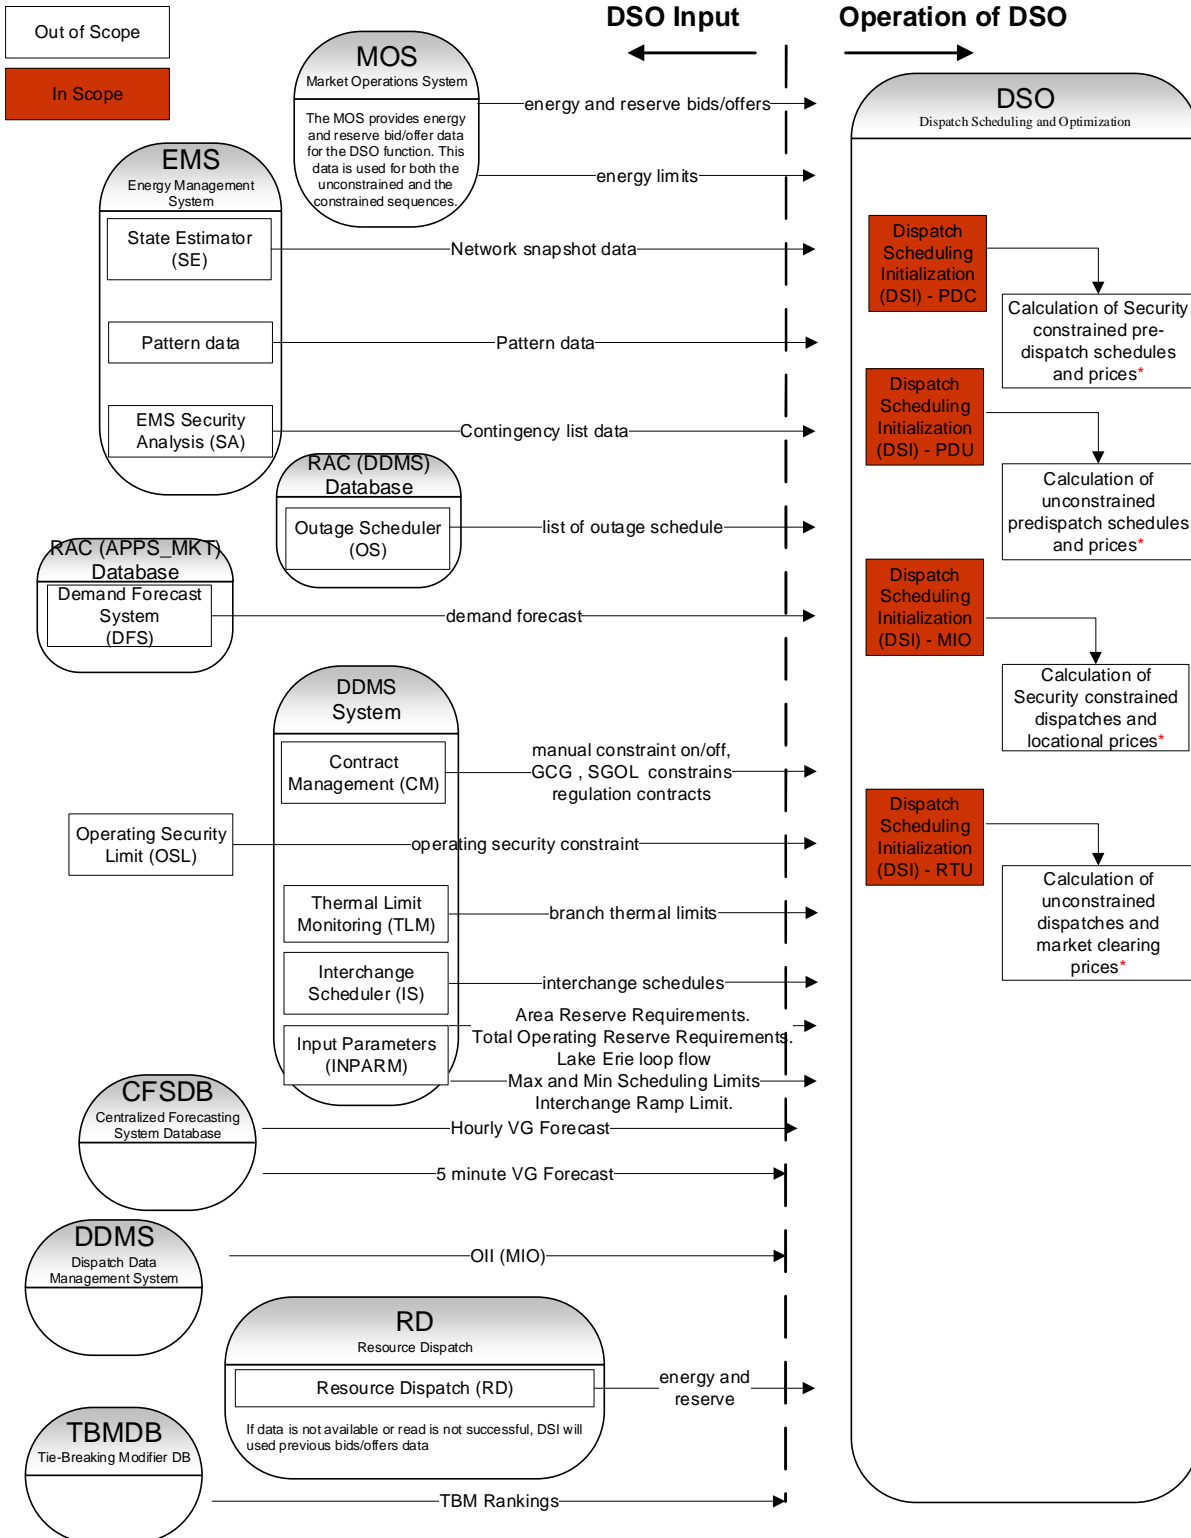 DSO Input
Operation of DSO
Out of Scope
In Scope
MOS
Market Operations System
The MOS provides energy
and reserve bid/offer data
for the DSO function. This
data is used for both the
unconstrained and the
constrained sequences.
energy and reserve bids/offers
energy limits
DSO
Dispatch Scheduling and Optimization
EMS
Energy Management
System
State Estimator
(SE)
Network snapshot data
Pattern data
Pattern data
EMS Security
Analysis (SA)
Contingency list data
Dispatch
Scheduling
Initialization
(DSI) - PDC
Calculation of Security
constrained pre-
dispatch schedules
and prices*
Dispatch
Scheduling
Initialization
(DSI) - PDU
Calculation of
unconstrained
predispatch schedules
and prices*
RAC (DDMS)
Database
Outage Scheduler
(OS)
list of outage schedule
RAC (APPS_MKT)
Database
Demand Forecast
System
(DFS)
demand forecast
Dispatch
Scheduling
Initialization
(DSI) - MIO
Calculation of
Security constrained
dispatches and
locational prices*
DDMS
System
Contract
Management (CM)
manual constraint on/off,
GCG , SGOL constrains
regulation contracts
Operating Security
Limit (OSL)
operating security constraint
Dispatch
Scheduling
Initialization
(DSI) - RTU
Calculation of
unconstrained
dispatches and
market clearing
prices*
Thermal Limit
Monitoring (TLM)
branch thermal limits
Interchange
Scheduler (IS)
interchange schedules
Input Parameters
(INPARM)
Area Reserve Requirements.
Total Operating Reserve Requirements.
Lake Erie loop flow
Max and Min Scheduling Limits
Interchange Ramp Limit.
CFSDB
Centralized Forecasting
System Database
Hourly VG Forecast
5 minute VG Forecast
DDMS
Dispatch Data
Management System
OII (MIO)
RD
Resource Dispatch
Resource Dispatch (RD)
energy and
reserve
If data is not available or read is not successful, DSI will
used previous bids/offers data
TBMDB
Tie-Breaking Modifier DB
TBM Rankings